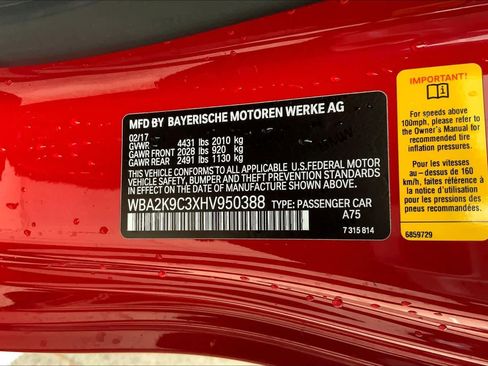 MFD BY BAYERISCHE MOTOREN WERKE AG
02/17
GVWR 4431 lbs 2010 kg
GAWR FRONT 2028 lbs 920 kg
GAWR REAR 2491 lbs 1130 kg
THIS VEHICLE CONFORMS TO ALL APPLICABLE U.S.FEDERAL MOTOR
VEHICLE SAFETY, BUMPER AND THEFT PREVENTION STANDARDS
IN EFFECT ON THE DATE OF MANUFACTURE SHOWN ABOVE.
WBA2K9C3XHV950388 TYPE: PASSENGER CAR
A75
7 315 814
IMPORTANT!
For speeds above
100mph, please refer to
the Owner's Manual for
recommended tire
inflation pressures.
Pour les vitesses au-
dessus de 160
km/h, faites référence
à la notice d'utilisation
pour les pressions des
pneus recommandées.
6859729